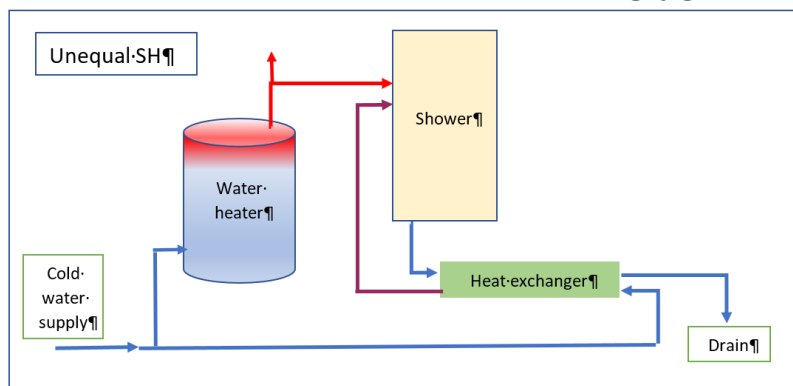 Unequal·SH¶
Shower¶
Water·
heater¶
Cold·
water·
supply¶
Heat·exchanger¶
Drain¶